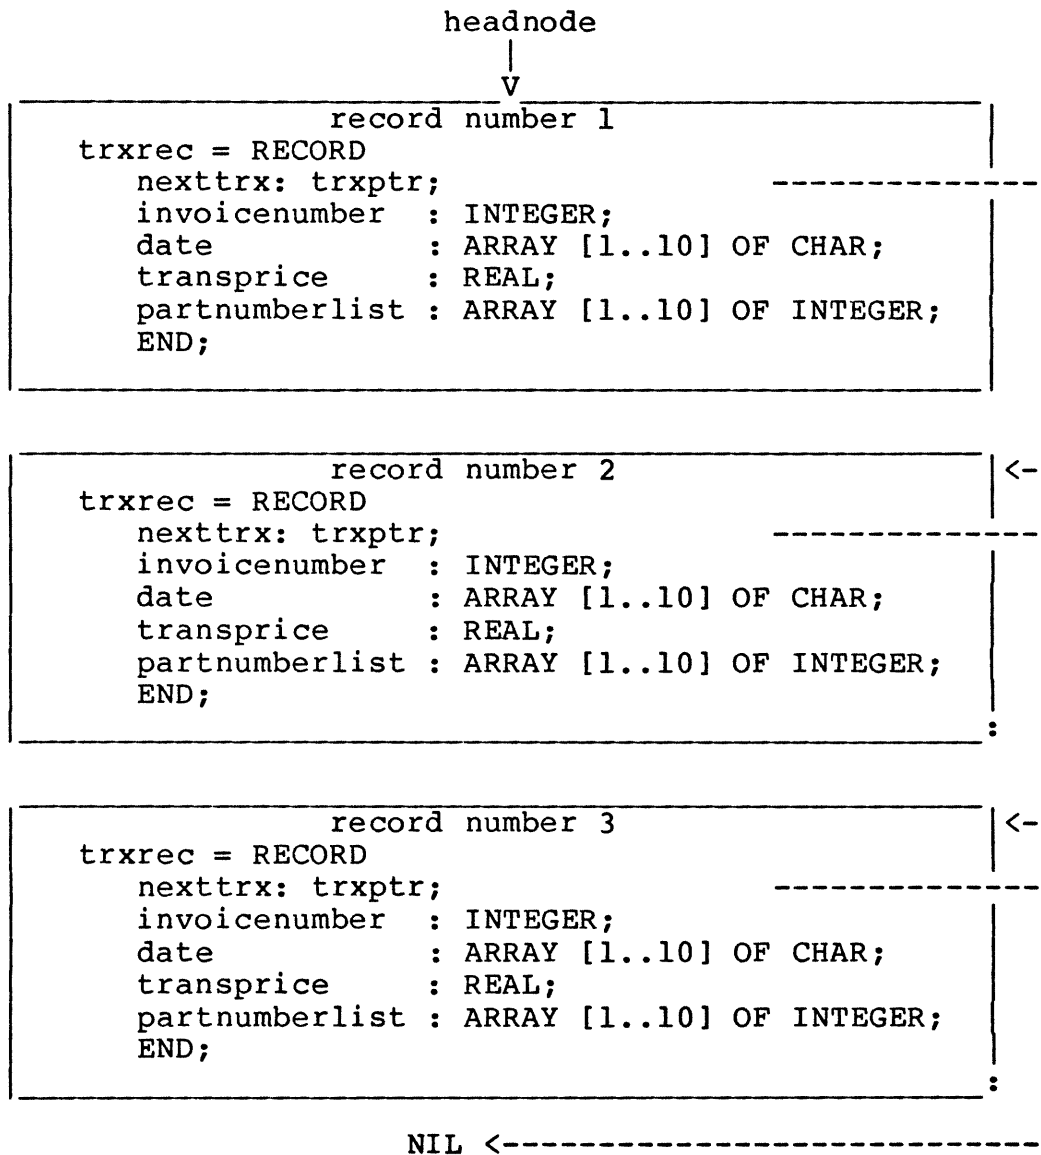 headnode
|
V
record number 1
trxrec = RECORD
nexttrx: trxptr; --------------
invoicenumber : INTEGER;
date : ARRAY [1..10] OF CHAR;
transprice : REAL;
partnumberlist : ARRAY [1..10] OF INTEGER;
END;
record number 2 <-
trxrec = RECORD
nexttrx: trxptr; --------------
invoicenumber : INTEGER;
date : ARRAY [1..10] OF CHAR;
transprice : REAL;
partnumberlist : ARRAY [1..10] OF INTEGER;
END;
:
record number 3 <-
trxrec = RECORD
nexttrx: trxptr; --------------
invoicenumber : INTEGER;
date : ARRAY [1..10] OF CHAR;
transprice : REAL;
partnumberlist : ARRAY [1..10] OF INTEGER;
END;
:
NIL <----------------------------